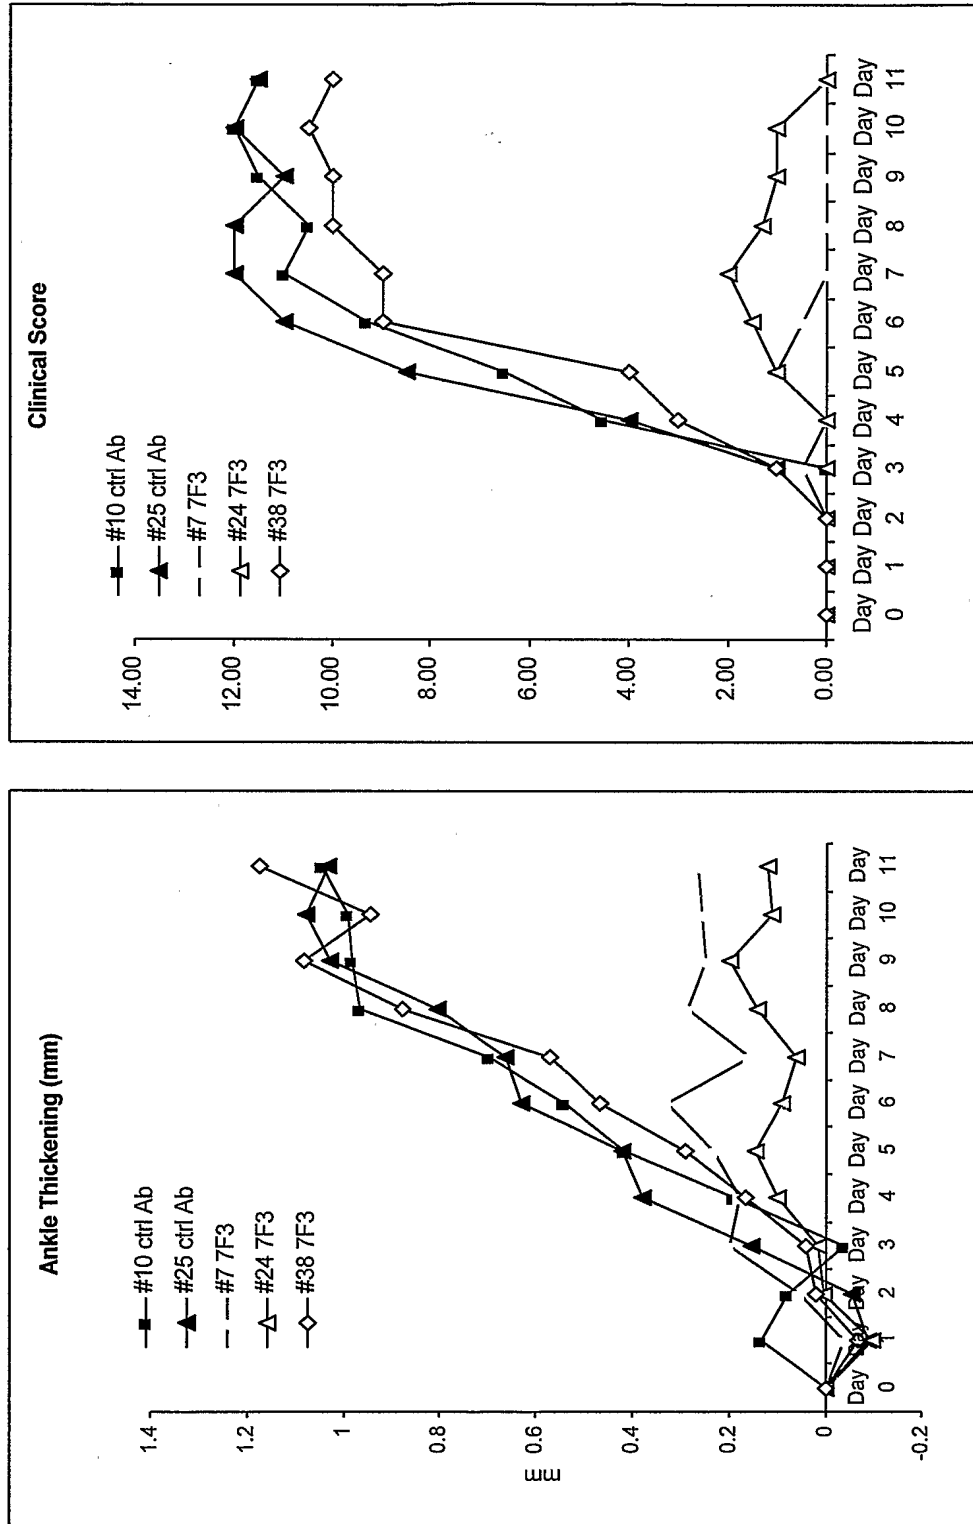 Ankle Thickening (mm)
#10 ctrl Ab
#25 ctrl Ab
#7 7F3
#24 7F3
#38 7F3
1.4
1
0.8
0.6
0.4
0.2
0
-0.2
mm
Day Day Day Day Day Day Day Day Day Day Day Day
0 1 2 3 4 5 6 7 8 9 10 11
Clinical Score
#10 ctrl Ab
#25 ctrl Ab
#7 7F3
#24 7F3
#38 7F3
14.00
12.00
10.00
8.00
6.00
4.00
2.00
0.00
Day Day Day Day Day Day Day Day Day Day Day Day
0 1 2 3 4 5 6 7 8 9 10 11